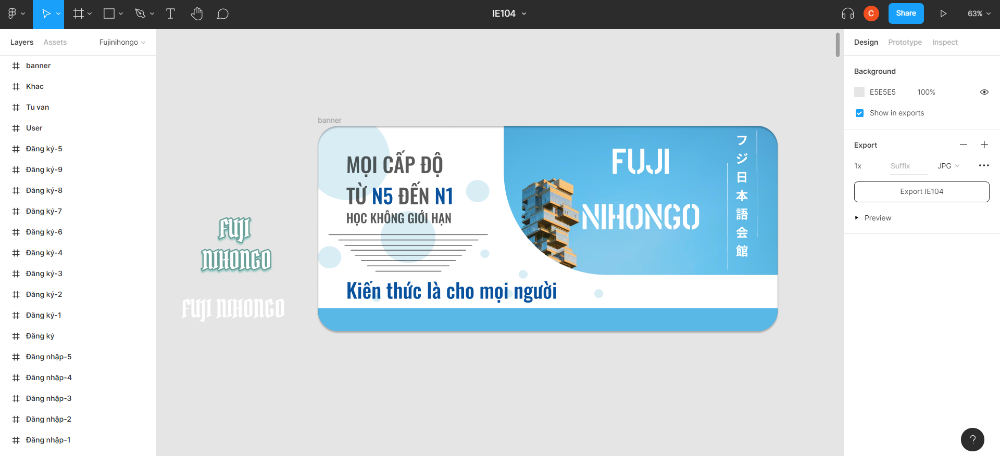 IE104
C
Share
63%
Layers
Assets
Fujinihongo
banner
Khac
Tu van
User
Đăng ký-5
Đăng ký-9
Đăng ký-8
Đăng ký-7
Đăng ký-6
Đăng ký-4
Đăng ký-3
Đăng ký-2
Đăng ký-1
Đăng ký
Đăng nhập-5
Đăng nhập-4
Đăng nhập-3
Đăng nhập-2
Đăng nhập-1
FUJI
NIHONGO
FUJI NIHONGO
banner
MỌI CẤP ĐỘ
TỪ N5 ĐẾN N1
HỌC KHÔNG GIỚI HẠN
Kiến thức là cho mọi người
FUJI
NIHONGO
フジ日本語会館
Design
Prototype
Inspect
Background
E5E5E5
100%
Show in exports
Export
1x
Suffix
JPG
Export IE104
Preview
?